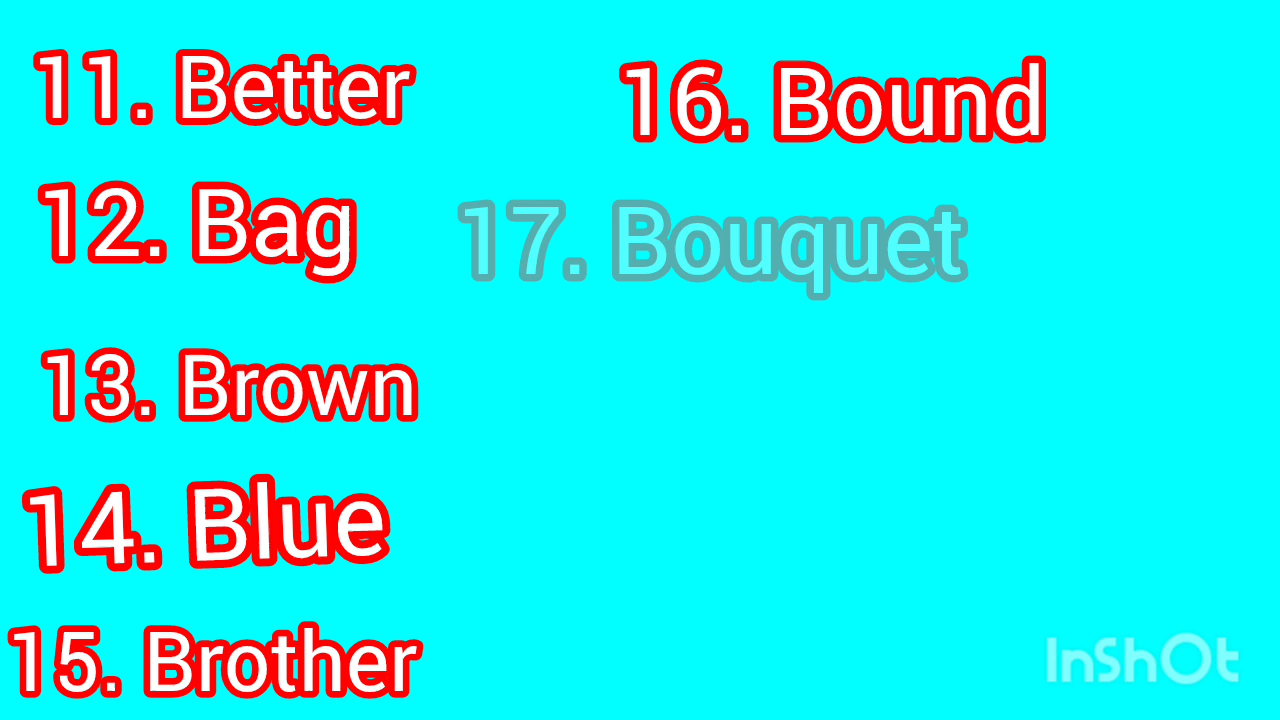 11. Better
12. Bag
13. Brown
14. Blue
15. Brother
16. Bound
17. Bouquet
InShOt